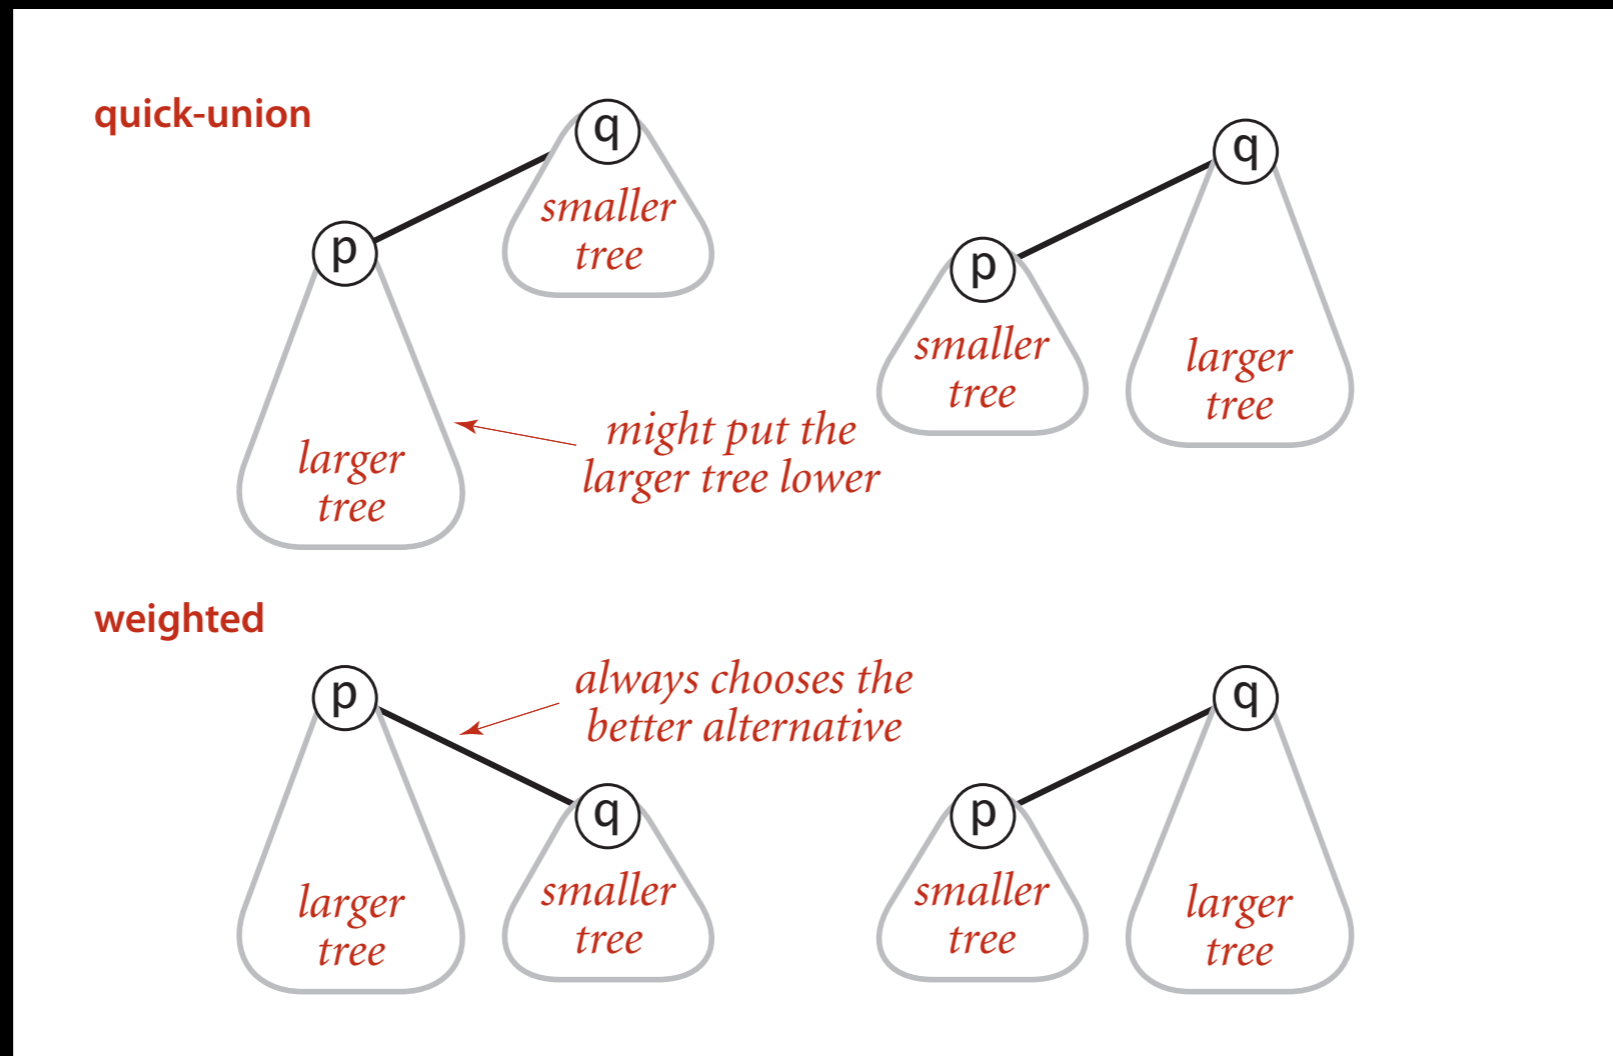 quick-union
q
smaller
tree
p
larger
tree
might put the
larger tree lower
q
p
smaller
tree
larger
tree
weighted
p
larger
tree
always chooses the
better alternative
q
smaller
tree
q
p
smaller
tree
larger
tree